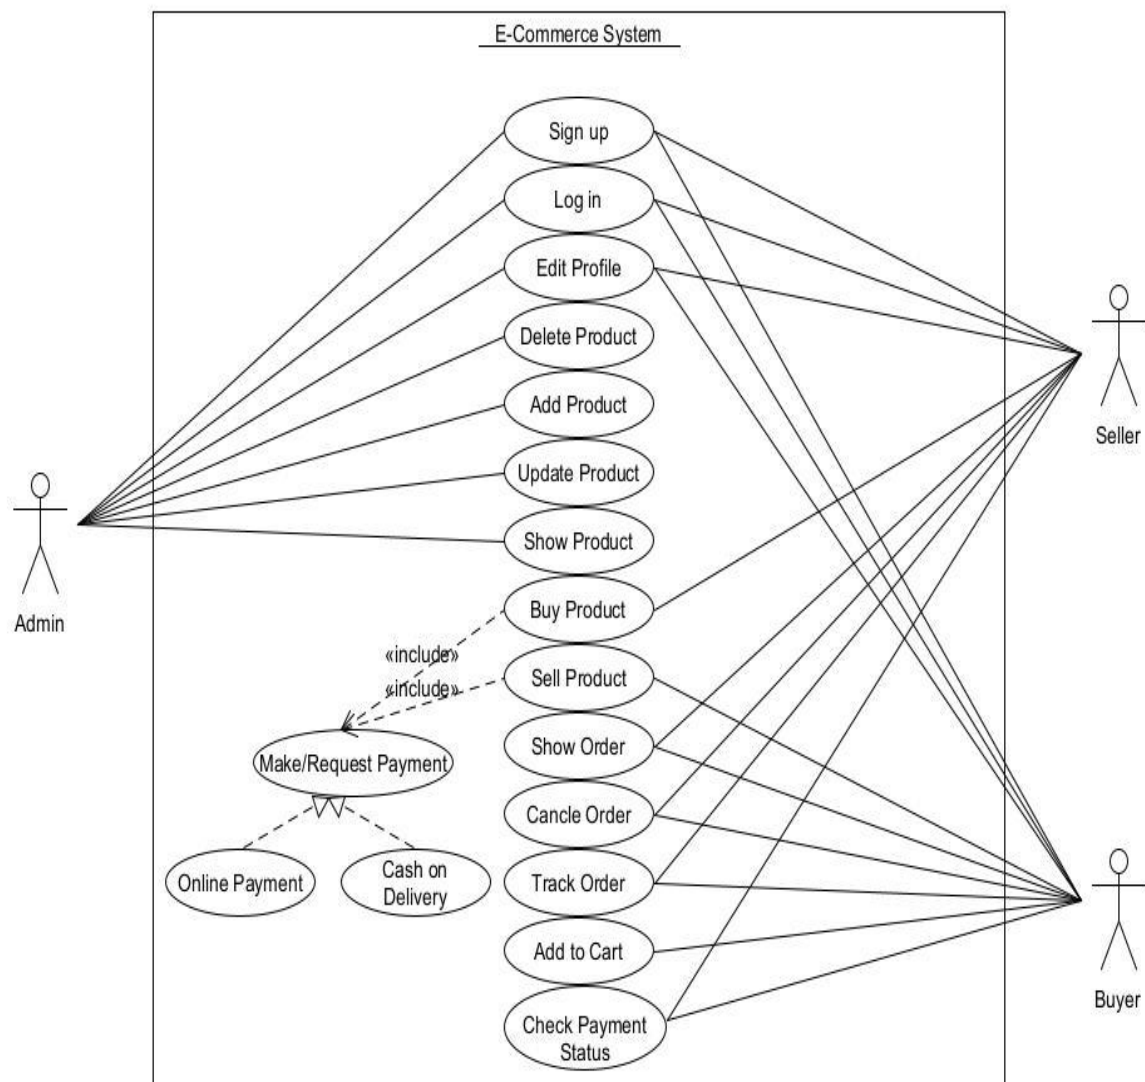 E-Commerce System
Sign up
Log in
Edit Profile
Delete Product
Add Product
Update Product
Show Product
Buy Product
Sell Product
Show Order
Cancle Order
Track Order
Add to Cart
Check Payment
Status
«include»
«include»
Make/Request Payment
Online Payment
Cash on
Delivery
Admin
Seller
Buyer